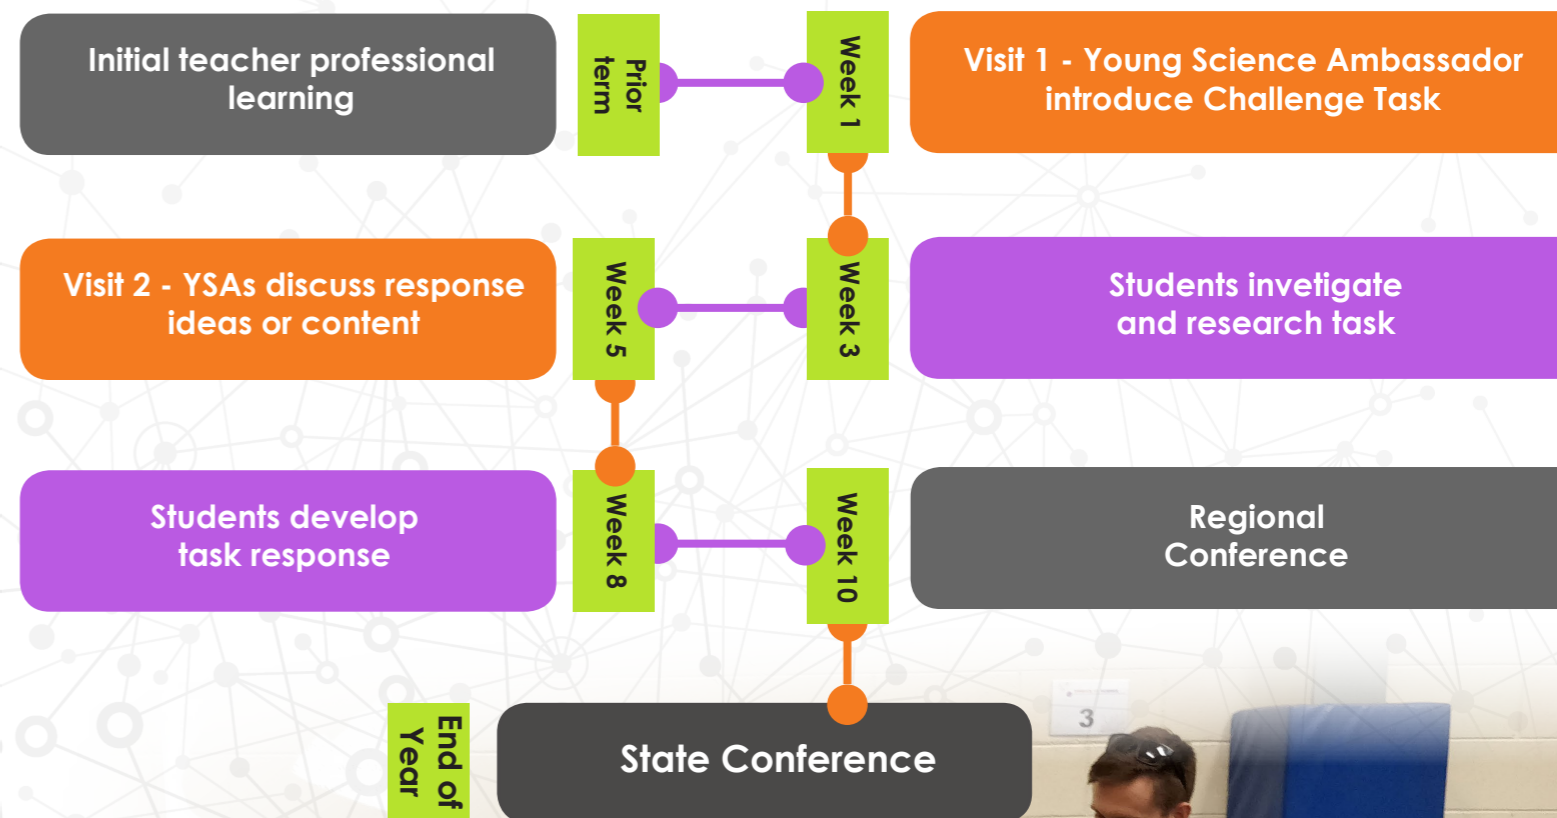 Initial teacher professional
learning
Prior
term
Week 1
Visit 1 - Young Science Ambassador
introduce Challenge Task
Students invetigate
and research task
Week 3
Week 5
Visit 2 - YSAs discuss response
ideas or content
Students develop
task response
Week 8
Week 10
Regional
Conference
End of
Year
State Conference
3